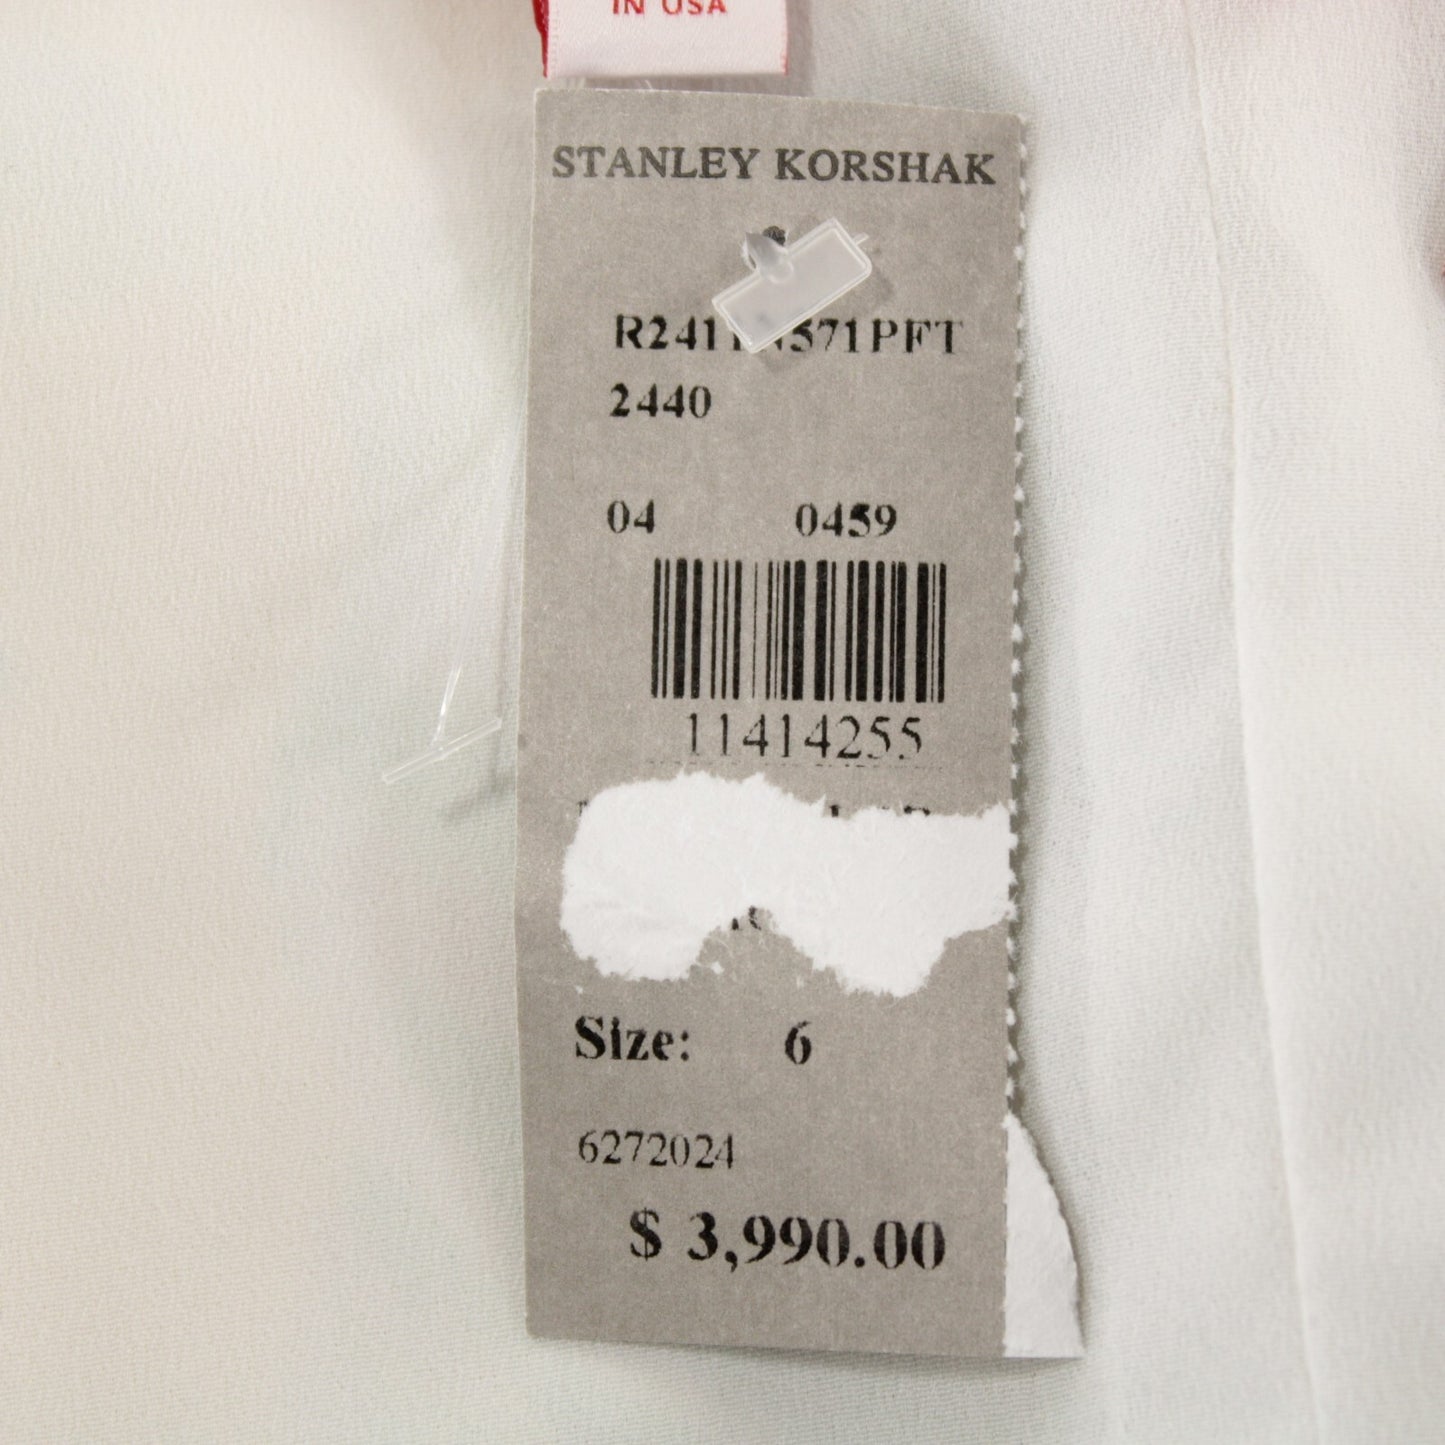 IN USA
STANLEY KORSHAK
2440
04 0459
11414255
Size: 6
6272024
$ 3,990.00